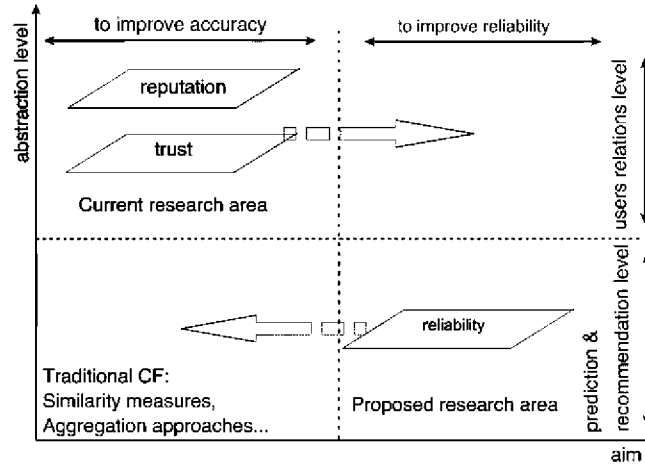 to improve accuracy
to improve reliability
abstraction level
reputation
trust
Current research area
users relations level
reliability
prediction &
recommendation level
Traditional CF:
Similarity measures,
Aggregation approaches...
Proposed research area
aim